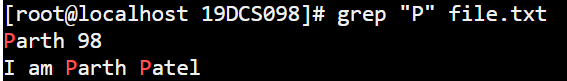 [root@localhost 19DCS098]# grep "P" file.txt
Parth 98
I am Parth Patel